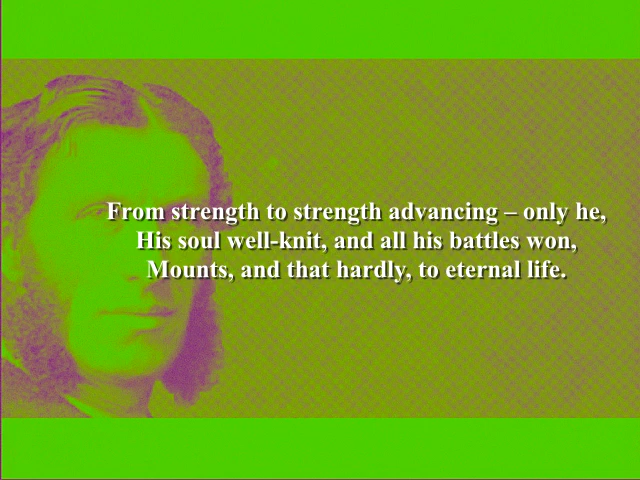 From strength to strength advancing – only he,
His soul well-knit, and all his battles won,
Mounts, and that hardly, to eternal life.